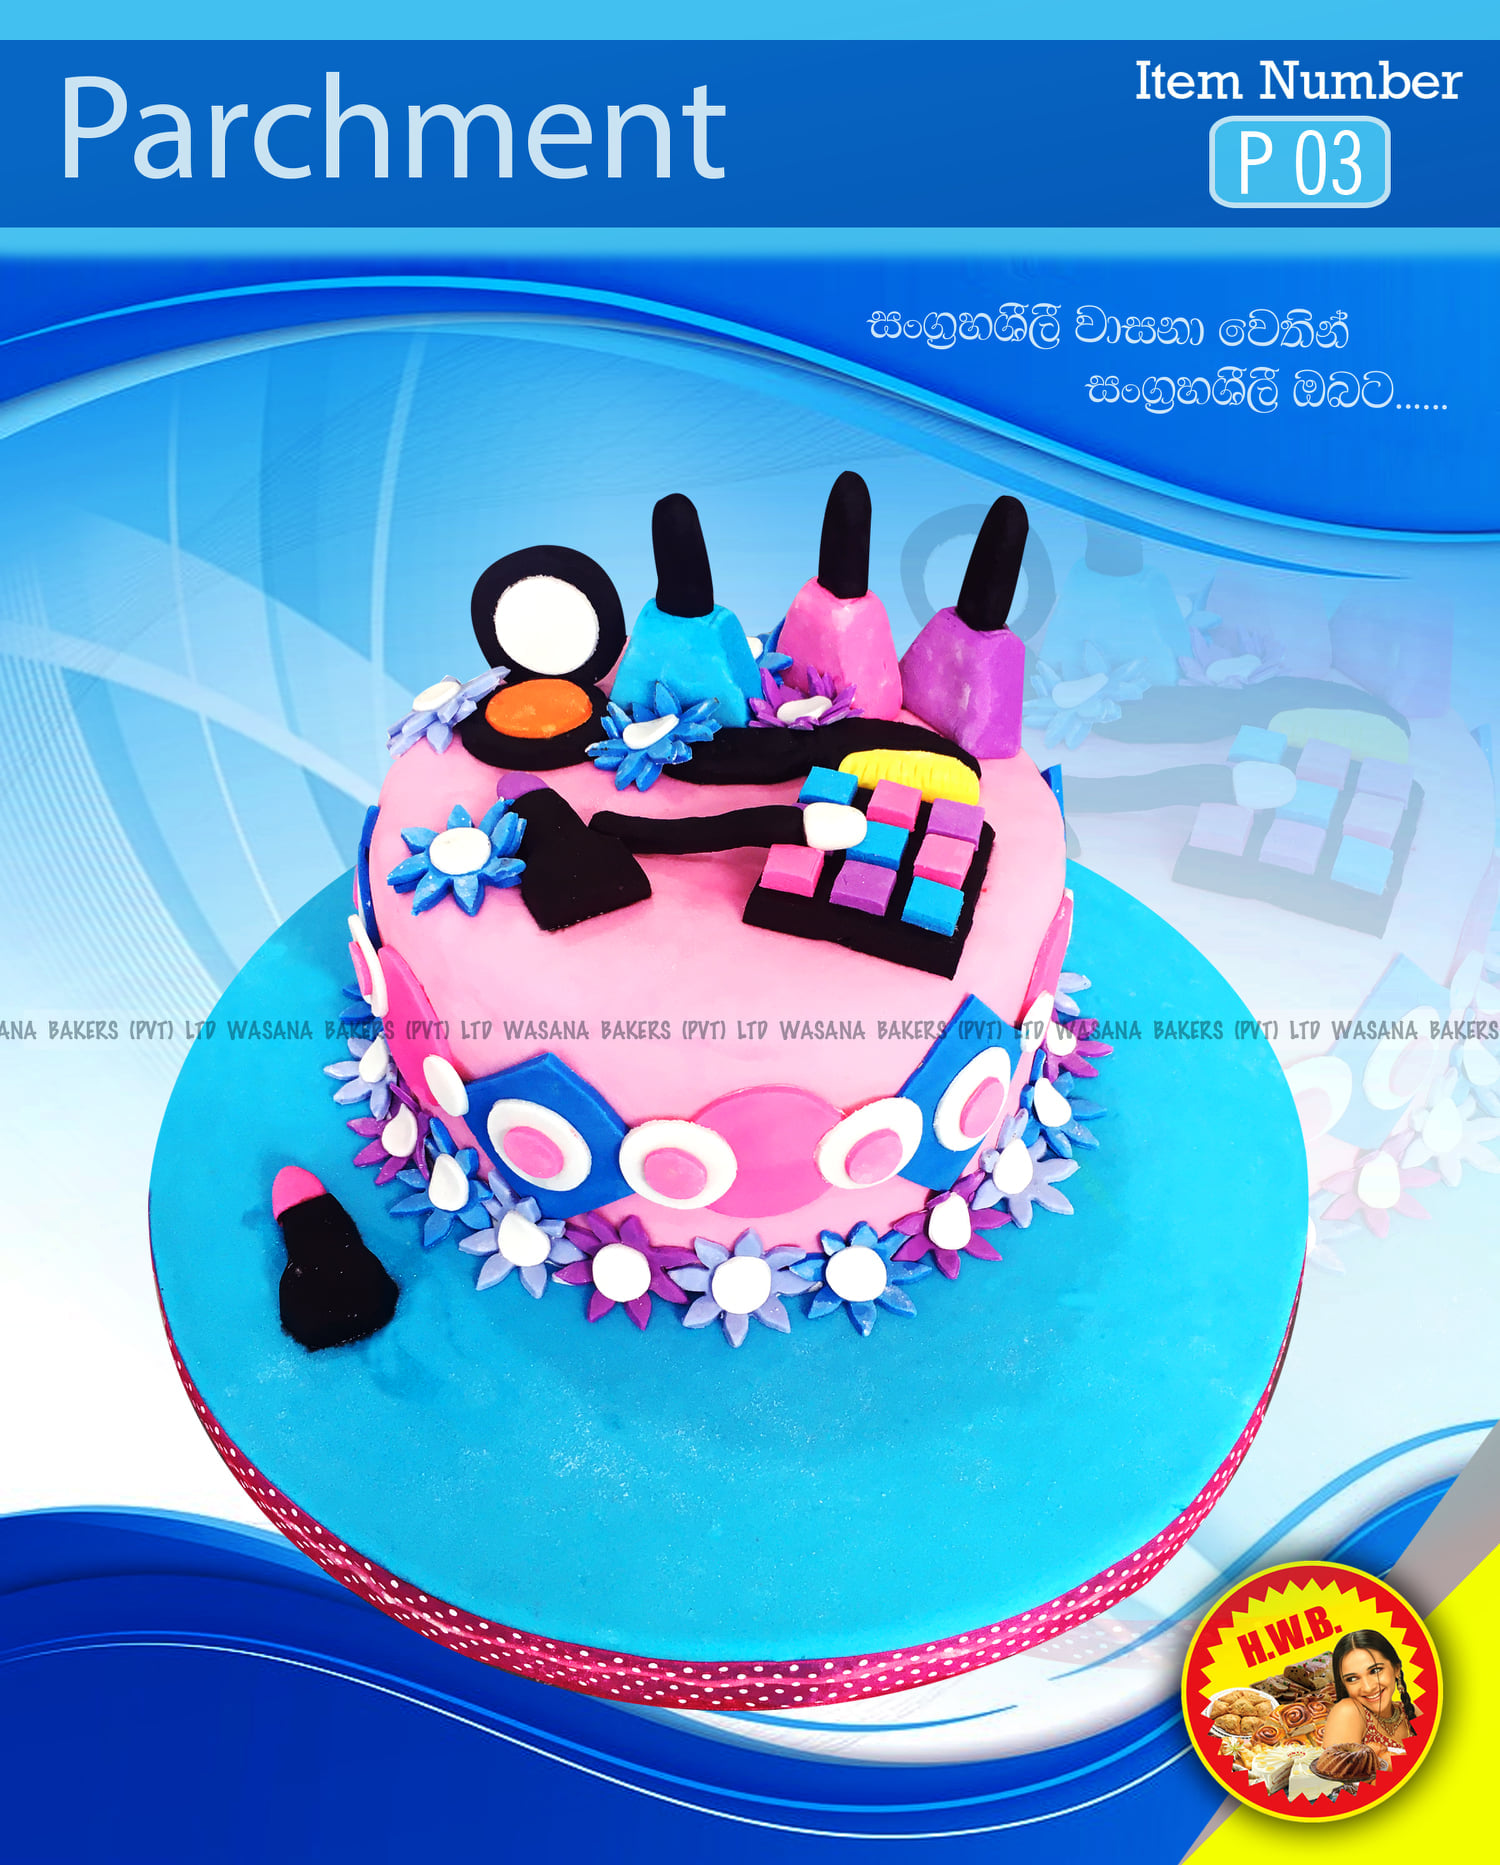 Parchment
Item Number
P 03
සංග්‍රහශීලී වාසනා වෙතින්
සංග්‍රහශීලී ඔබට......
ANA BAKERS (PVT) LTD WASANA BAKERS (PVT) LTD WASANA BAKERS (PVT) LTD WASANA BAKERS (PVT) LTD WASANA BAKERS (PVT) LTD WASANA BAKERS
H.W.B.